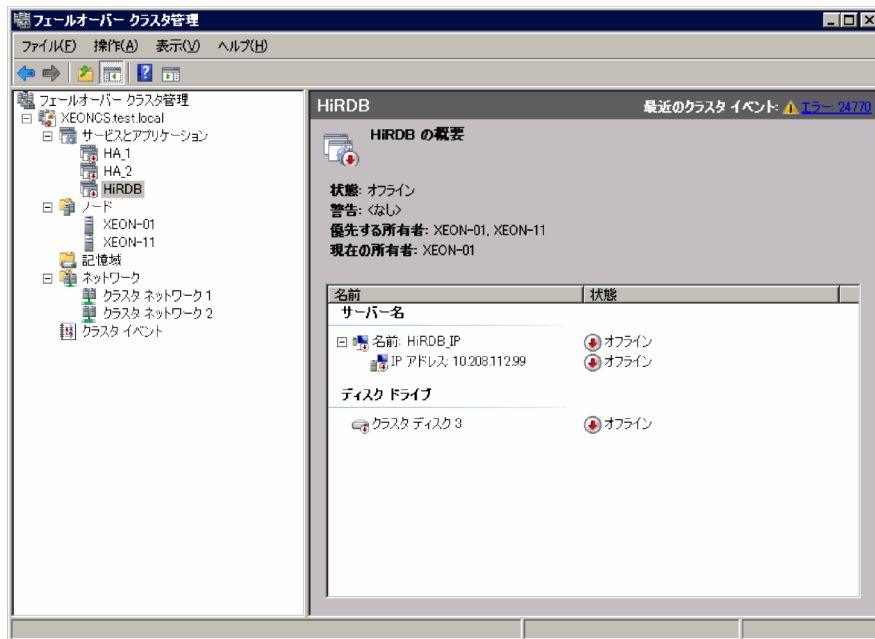 フェールオーバー クラスタ管理
ファイル(F) 操作(A) 表示(V) ヘルプ(H)
フェールオーバー クラスタ管理
XEONCS.test.local
サービスとアプリケーション
HA_1
HA_2
HiRDB
ノード
XEON-01
XEON-11
記憶域
ネットワーク
クラスタ ネットワーク 1
クラスタ ネットワーク 2
クラスタ イベント
HiRDB 最近のクラスタ イベント: エラー: 24770
HiRDB の概要
状態: オフライン
警告: <なし>
優先する所有者: XEON-01, XEON-11
現在の所有者: XEON-01
名前 状態
サーバー名
名前: HiRDB_IP オフライン
IP アドレス: 10.208.112.99 オフライン
ディスク ドライブ
クラスタ ディスク 3 オフライン